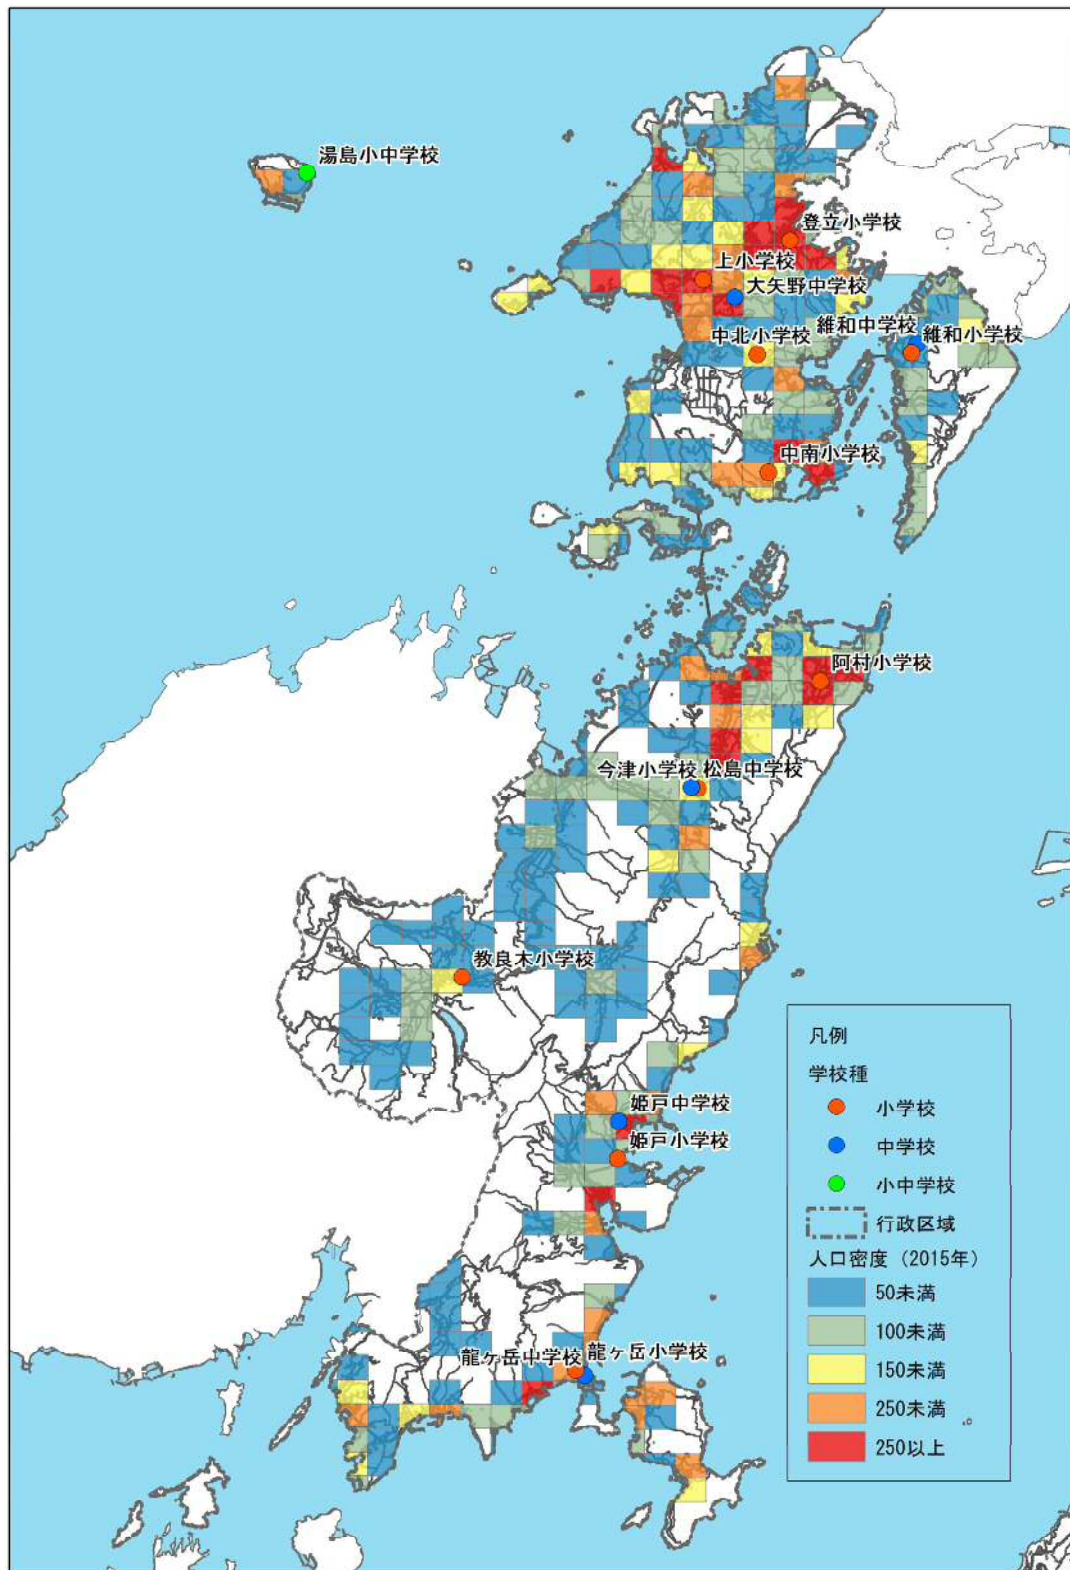 湯島小中学校
登立小学校
上小学校
大矢野中学校
維和中学校
維和小学校
中北小学校
中南小学校
阿村小学校
今津小学校
松島中学校
教良木小学校
姫戸中学校
姫戸小学校
龍ヶ岳中学校
龍ヶ岳小学校
凡例
学校種
小学校
中学校
小中学校
行政区域
人口密度（2015年）
50未満
100未満
150未満
250未満
250以上